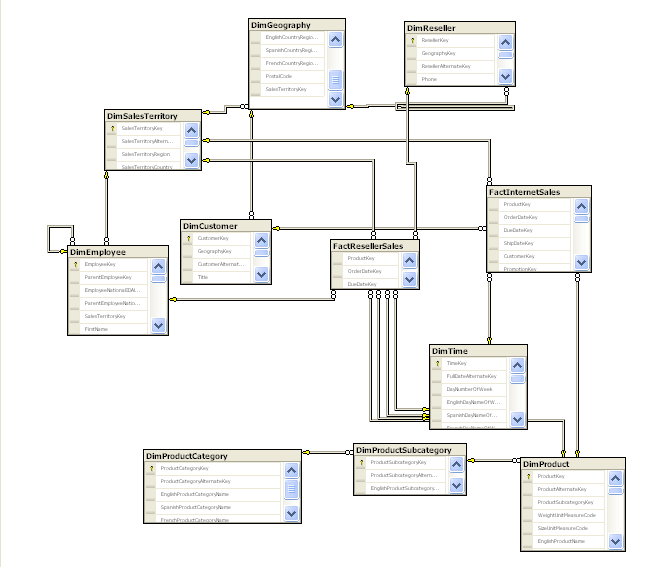 DimGeography
EnglishCountryRegio...
SpanishCountryRegi...
FrenchCountryRegio...
PostalCode
SalesTerritoryKey
DimReseller
ResellerKey
GeographyKey
ResellerAlternateKey
Phone
DimSalesTerritory
SalesTerritoryKey
SalesTerritoryAltern...
SalesTerritoryRegion
SalesTerritoryCountry
FactInternetSales
ProductKey
OrderDateKey
DueDateKey
ShipDateKey
CustomerKey
PromotionKey
DimCustomer
CustomerKey
GeographyKey
CustomerAlternat...
Title
FactResellerSales
ProductKey
OrderDateKey
DueDateKey
DimEmployee
EmployeeKey
ParentEmployeeKey
EmployeeNationalIDAl...
ParentEmployeeNatio...
SalesTerritoryKey
FirstName
DimTime
TimeKey
FullDateAlternateKey
DayNumberOfWeek
EnglishDayNameOfW...
SpanishDayNameOf...
DimProductCategory
ProductCategoryKey
ProductCategoryAlternateKey
EnglishProductCategoryName
SpanishProductCategoryName
FrenchProductCategoryName
DimProductSubcategory
ProductSubcategoryKey
ProductSubcategoryAltern...
EnglishProductSubcategory...
DimProduct
ProductKey
ProductAlternateKey
ProductSubcategoryKey
WeightUnitMeasureCode
SizeUnitMeasureCode
EnglishProductName